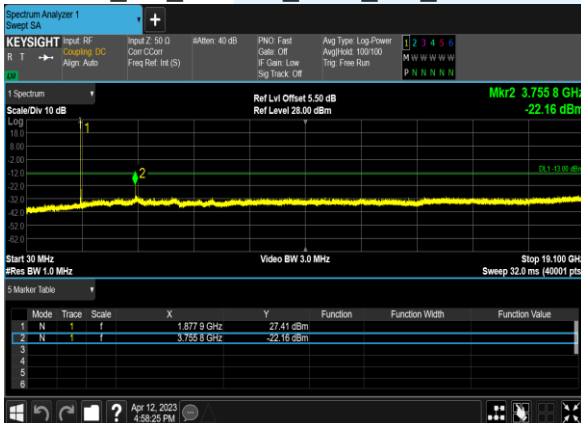 Spectrum Analyzer 1
Swept SA
+
KEYSIGHT Input: RF Input Z: 50 Ω #Atten: 40 dB PNO: Fast Avg Type: Log-Power 1 2 3 4 5 6
R T Coupling: DC Corr CCorr Gate: Off Avg|Hold: 100/100 M W W W W W
Align: Auto Freq Ref: Int (S) IF Gain: Low Trig: Free Run
Sig Track: Off P N N N N N
1 Spectrum Ref Lvl Offset 5.50 dB Mkr2 3.755 8 GHz
Scale/Div 10 dB Ref Level 28.00 dBm -22.16 dBm
Log
18.0
8.00
-2.00
-12.0
-22.0
-32.0
-42.0
-52.0
-62.0
1
2
DL1 -13.00 dBm
Start 30 MHz Video BW 3.0 MHz Stop 19.100 GHz
#Res BW 1.0 MHz Sweep 32.0 ms (40001 pts
5 Marker Table
Mode Trace Scale X Y Function Function Width Function Value
1 N 1 f 1.877 9 GHz 27.41 dBm
2 N 1 f 3.755 8 GHz -22.16 dBm
3
4
5
6
? Apr 12, 2023
4:58:25 PM